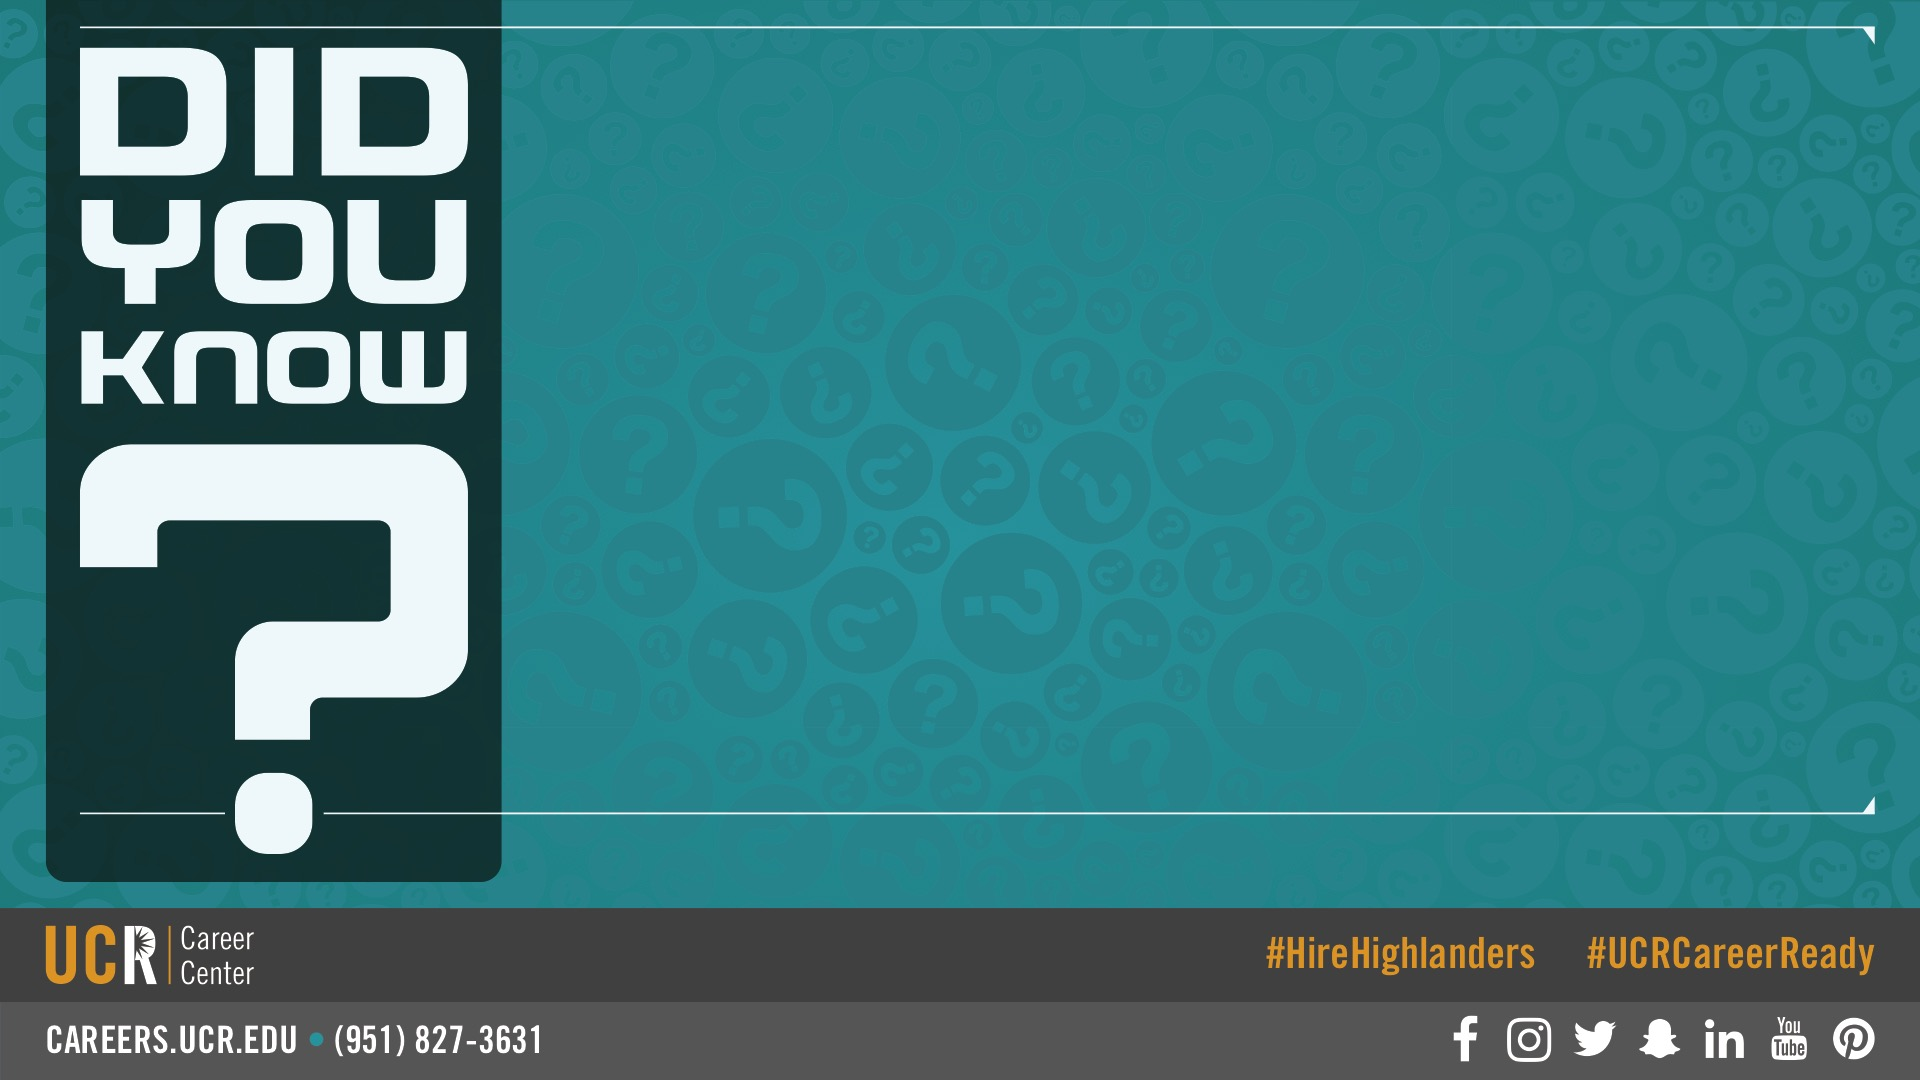 DID
YOU
KNOW
?
UCR Career
Center
#HireHighlanders #UCRCareerReady
CAREERS.UCR.EDU • (951) 827-3631
You
Tube